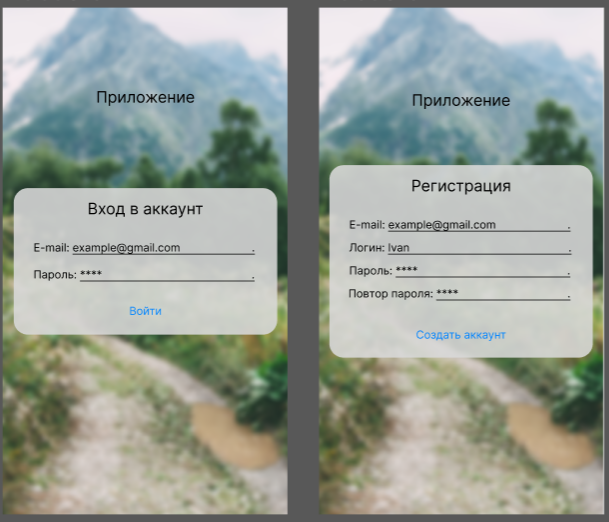 Приложение
Вход в аккаунт
E-mail: example@gmail.com .
Пароль: **** .
Войти
Приложение
Регистрация
E-mail: example@gmail.com .
Логин: Ivan .
Пароль: **** .
Повтор пароля: **** .
Создать аккаунт